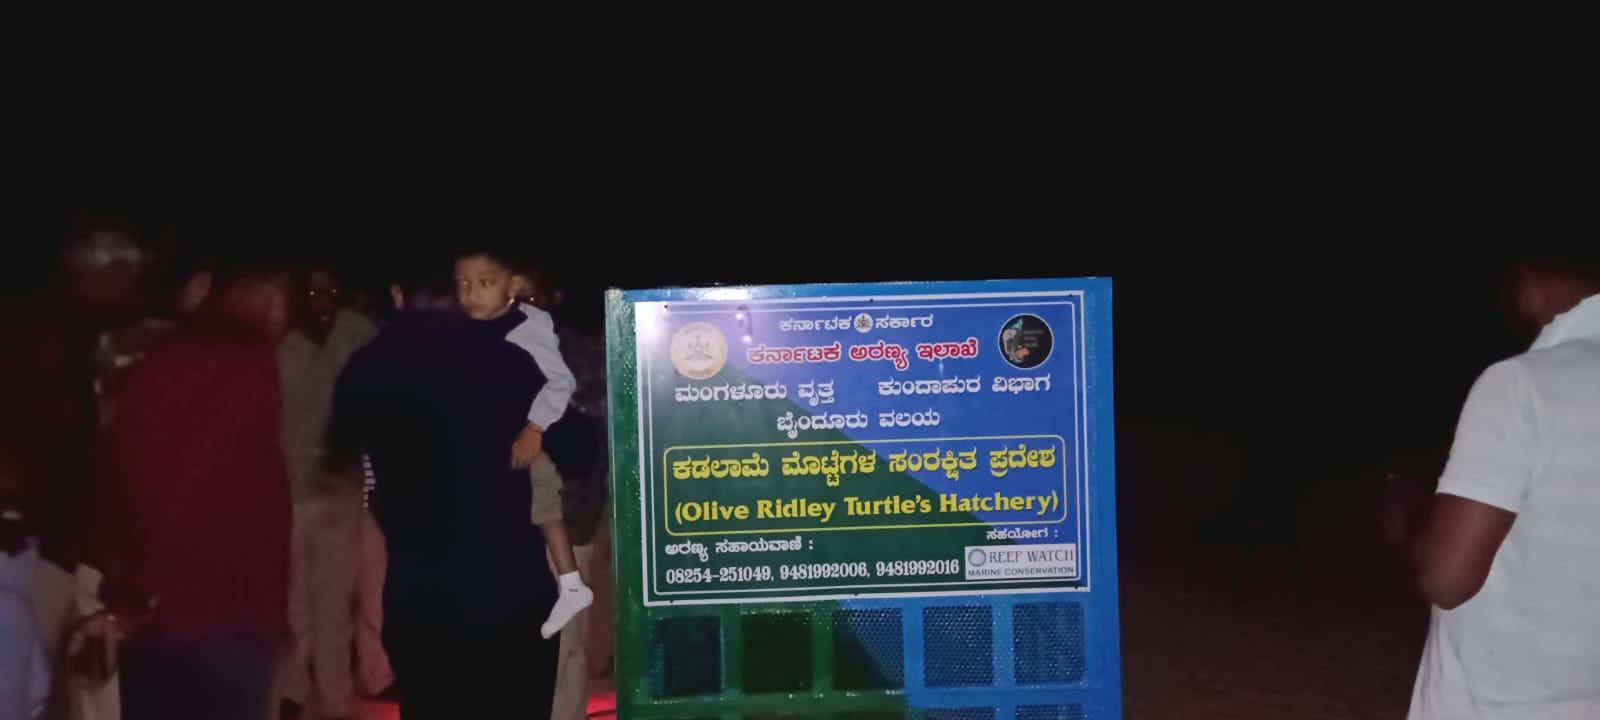 ಕರ್ನಾಟಕ ಸರ್ಕಾರ
ಕರ್ನಾಟಕ ಅರಣ್ಯ ಇಲಾಖೆ
ಮಂಗಳೂರು ವೃತ್ತ ಕುಂದಾಪುರ ವಿಭಾಗ
ಬೈಂದೂರು ವಲಯ
ಕಡಲಾಮೆ ಮೊಟ್ಟೆಗಳ ಸಂರಕ್ಷಿತ ಪ್ರದೇಶ
(Olive Ridley Turtle's Hatchery)
ಅರಣ್ಯ ಸಹಾಯವಾಣಿ :
08254-251049, 9481992006, 9481992016
ಸಹಯೋಗ :
REEF WATCH
MARINE CONSERVATION